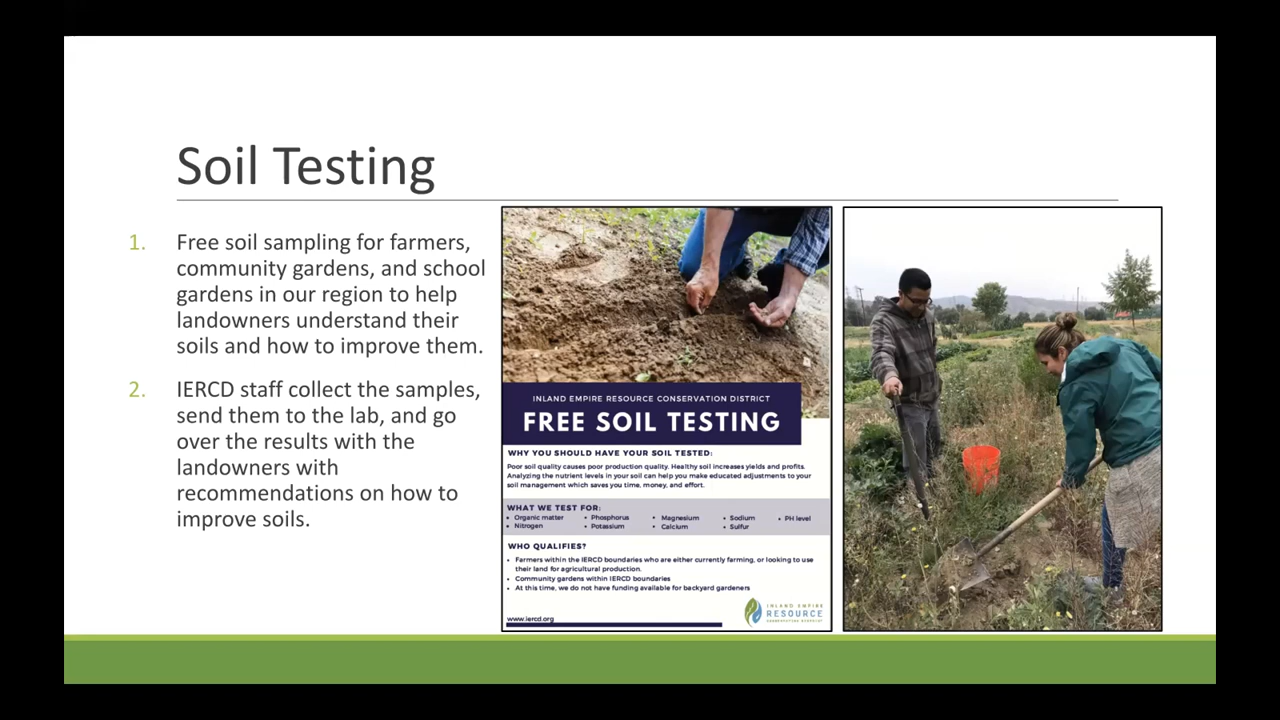 Soil Testing
1. Free soil sampling for farmers,
community gardens, and school
gardens in our region to help
landowners understand their
soils and how to improve them.
2. IERCD staff collect the samples,
send them to the lab, and go
over the results with the
landowners with
recommendations on how to
improve soils.
INLAND EMPIRE RESOURCE CONSERVATION DISTRICT
FREE SOIL TESTING
WHY YOU SHOULD HAVE YOUR SOIL TESTED:
Poor soil quality causes poor production quality. Healthy soil increases yields and profits.
Analyzing the nutrient levels in your soil can help you make educated adjustments to your
soil management which saves you time, money, and effort.
WHAT WE TEST FOR:
• Organic matter • Phosphorus • Magnesium • Sodium • PH level
• Nitrogen • Potassium • Calcium • Sulfur
WHO QUALIFIES?
• Farmers within the IERCD boundaries who are either currently farming, or looking to use
their land for agricultural production.
• Community gardens within IERCD boundaries
• At this time, we do not have funding available for backyard gardeners
www.iercd.org
INLAND EMPIRE
RESOURCE
CONSERVATION DISTRICT